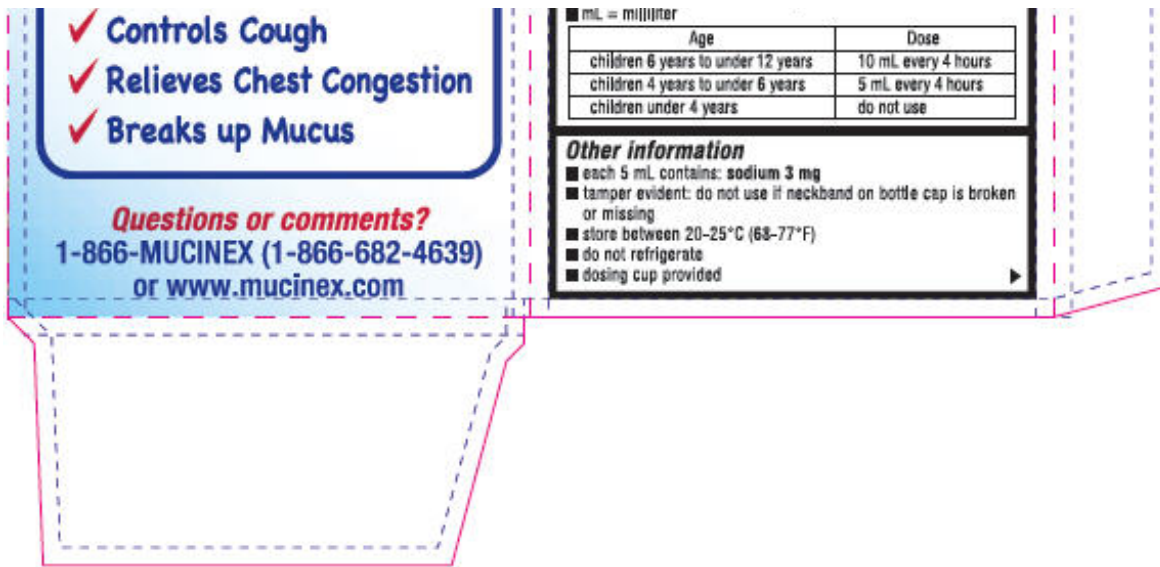 Controls Cough
Relieves Chest Congestion
Breaks up Mucus
Questions or comments?
1-866-MUCINEX (1-866-682-4639)
or www.mucinex.com
■ mL = milliliter
Age Dose
children 6 years to under 12 years 10 mL every 4 hours
children 4 years to under 6 years 5 mL every 4 hours
children under 4 years do not use
Other information
■ each 5 mL contains: sodium 3 mg
■ tamper evident: do not use if neckband on bottle cap is broken
or missing
■ store between 20-25°C (68-77°F)
■ do not refrigerate
■ dosing cup provided